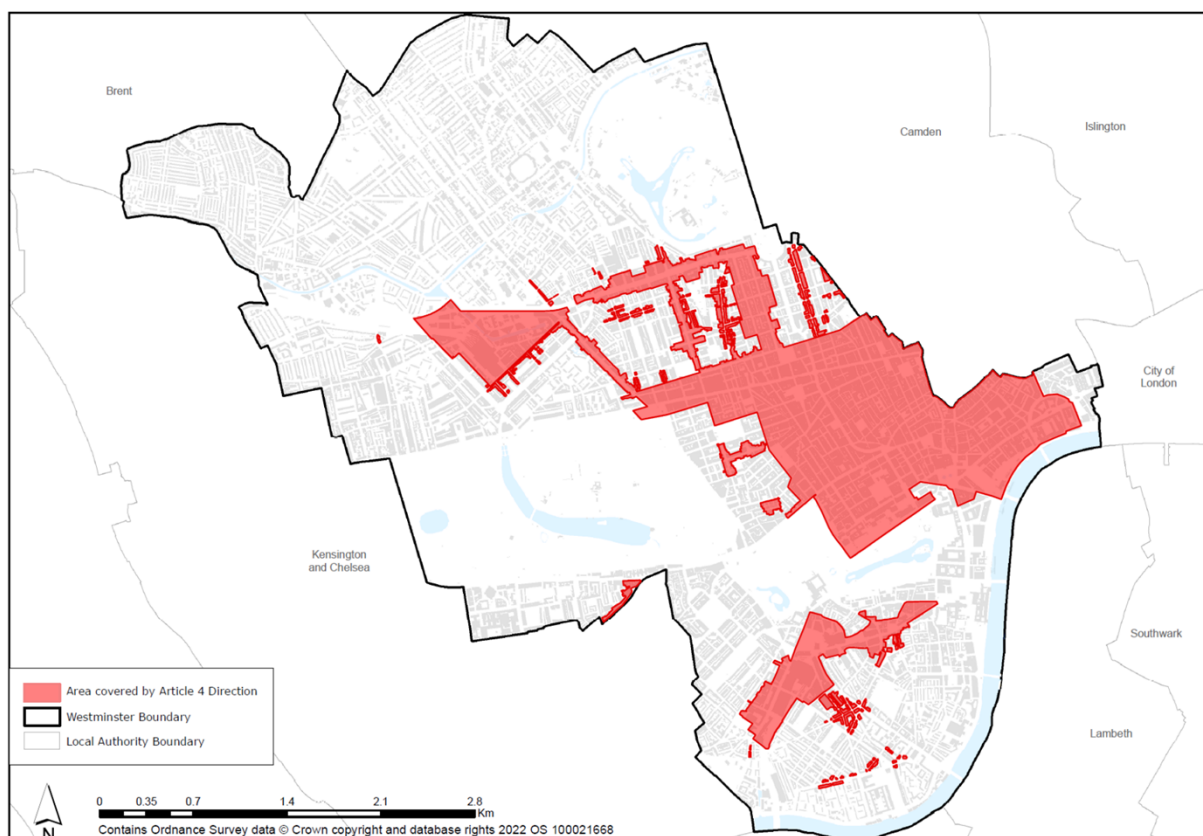 Brent
Camden
Islington
City of
London
Kensington
and Chelsea
Southwark
Lambeth
Area covered by Article 4 Direction
Westminster Boundary
Local Authority Boundary
N
0 0.35 0.7 1.4 2.1 2.8
Km
Contains Ordnance Survey data © Crown copyright and database rights 2022 OS 100021668